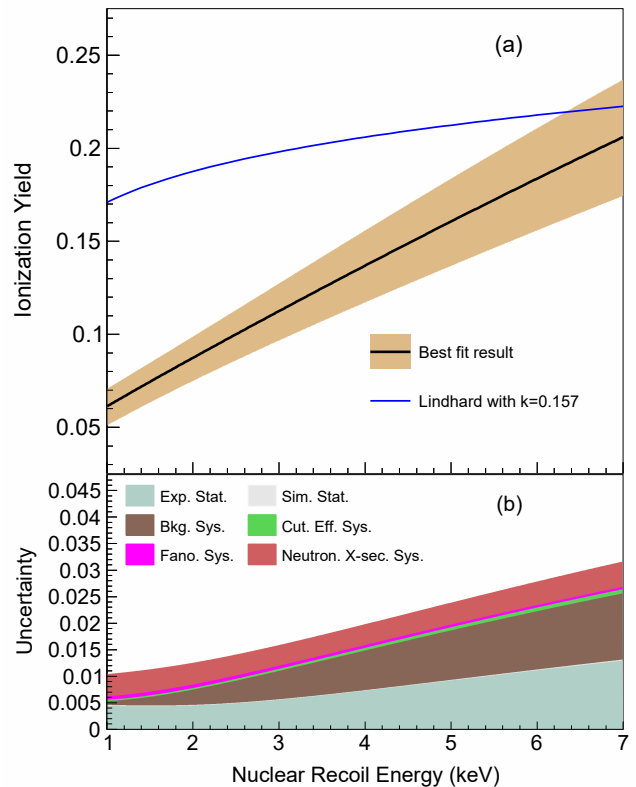 (a)
0.25
0.2
0.15
0.1
0.05
Ionization Yield
Best fit result
Lindhard with k=0.157
(b)
0.045
0.04
0.035
0.03
0.025
0.02
0.015
0.01
0.005
0
Uncertainty
Exp. Stat.
Sim. Stat.
Bkg. Sys.
Cut. Eff. Sys.
Fano. Sys.
Neutron. X-sec. Sys.
1 2 3 4 5 6 7
Nuclear Recoil Energy (keV)